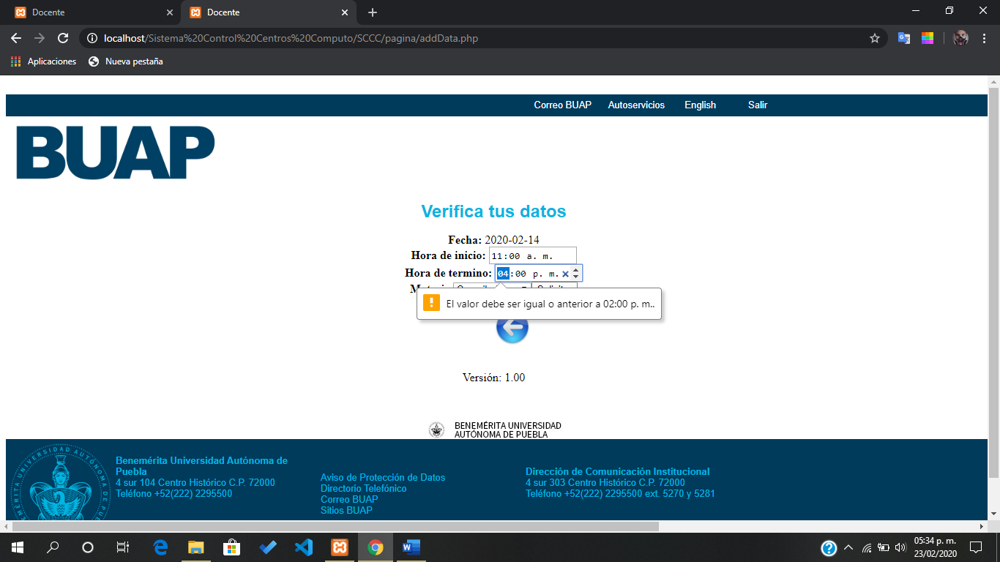 Docente
Docente
localhost/Sistema%20Control%20Centros%20Computo/SCCC/pagina/addData.php
Aplicaciones
Nueva pestaña
Correo BUAP
Autoservicios
English
Salir
BUAP
Verifica tus datos
Fecha: 2020-02-14
Hora de inicio: 11:00 a. m.
Hora de termino: 04:00 p. m.
El valor debe ser igual o anterior a 02:00 p. m..
Versión: 1.00
BENEMÉRITA UNIVERSIDAD
AUTÓNOMA DE PUEBLA
Benemérita Universidad Autónoma de
Puebla
4 sur 104 Centro Histórico C.P. 72000
Teléfono +52(222) 2295500
Aviso de Protección de Datos
Directorio Telefónico
Correo BUAP
Sitios BUAP
Dirección de Comunicación Institucional
4 sur 303 Centro Histórico C.P. 72000
Teléfono +52(222) 2295500 ext. 5270 y 5281
05:34 p. m.
23/02/2020